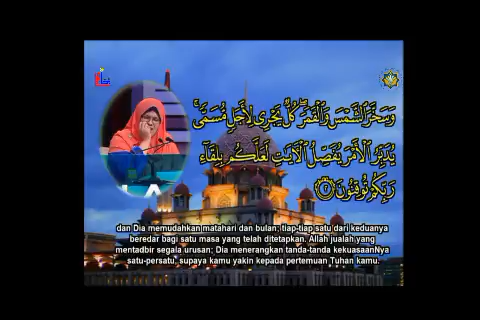 وَسَخَّرَ الشَّمْسَ وَالْقَمَرَ ۖ كُلٌّ يَجْرِي لِأَجَلٍ مُسَمًّى ۚ
يُدَبِّرُ الْأَمْرَ يُفَصِّلُ الْآيَاتِ لَعَلَّكُمْ بِلِقَاءِ
رَبِّكُمْ تُوقِنُونَ ٢
dan Dia memudahkan matahari dan bulan; tiap-tiap satu dari keduanya
beredar bagi satu masa yang telah ditetapkan. Allah jualah yang
mentadbir segala urusan; Dia menerangkan tanda-tanda kekuasaanNya
satu-persatu, supaya kamu yakin kepada pertemuan Tuhan kamu.